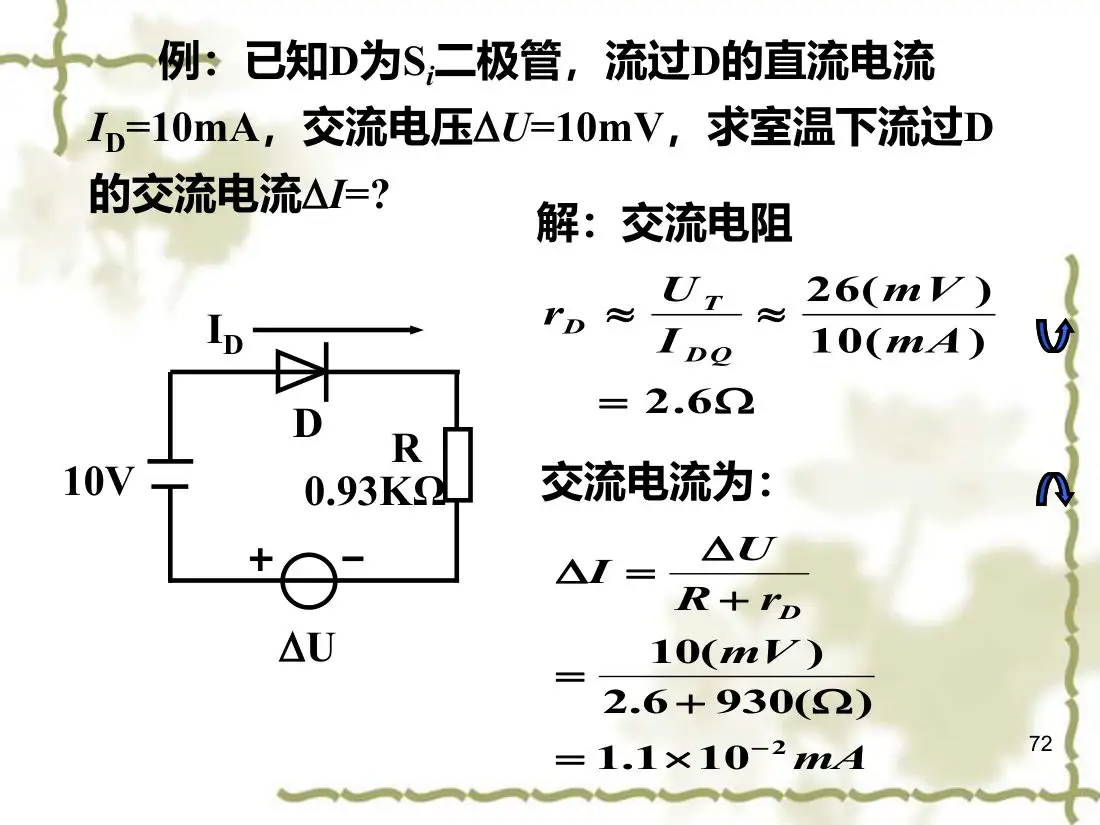 例：已知D为Si二极管，流过D的直流电流
ID=10mA，交流电压ΔU=10mV，求室温下流过D
的交流电流ΔI=?
解：交流电阻
rD ≈ UT / IDQ ≈ 26(mV) / 10(mA)
= 2.6Ω
ID
D
R
0.93KΩ
10V
+ −
ΔU
交流电流为：
ΔI = ΔU / R + rD
= 10(mV) / 2.6 + 930(Ω)
= 1.1×10−2 mA
72